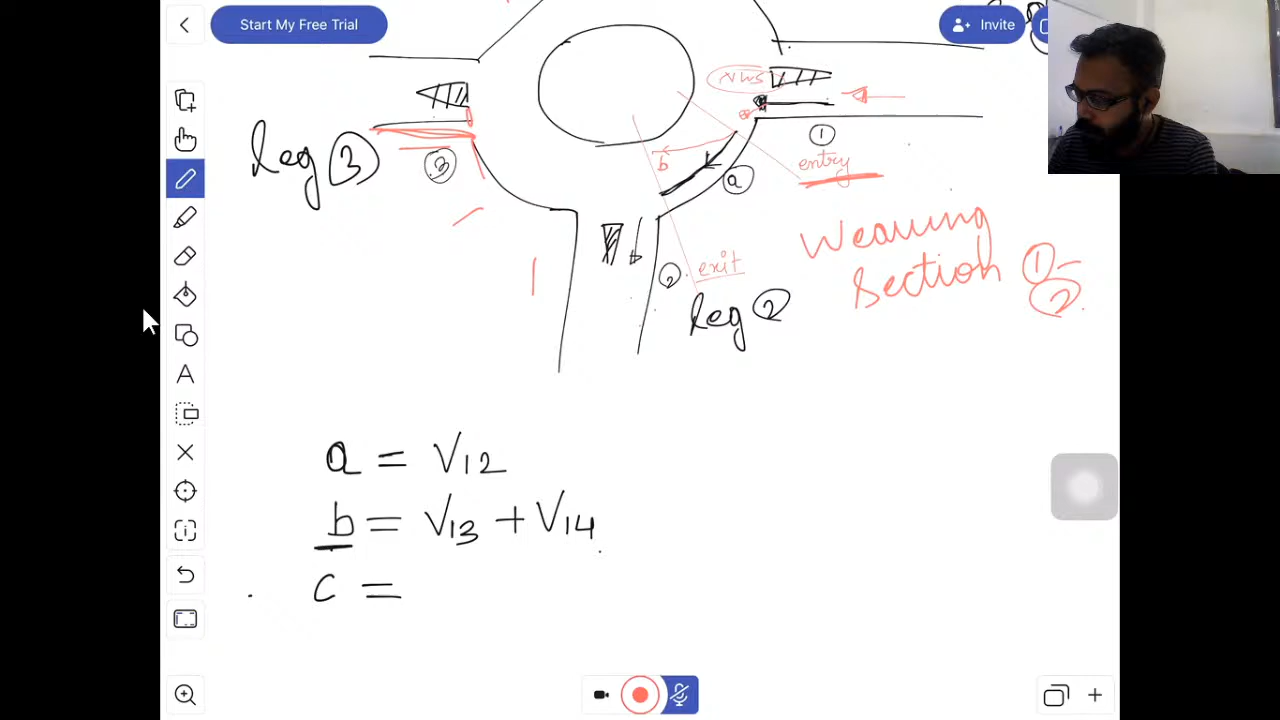 Start My Free Trial
Invite
NWS
1
leg 3
3
b
a
entry
Weaving
Section 1-
2
2
exit
leg 2
a = V12
b = V13 + V14
c =
A